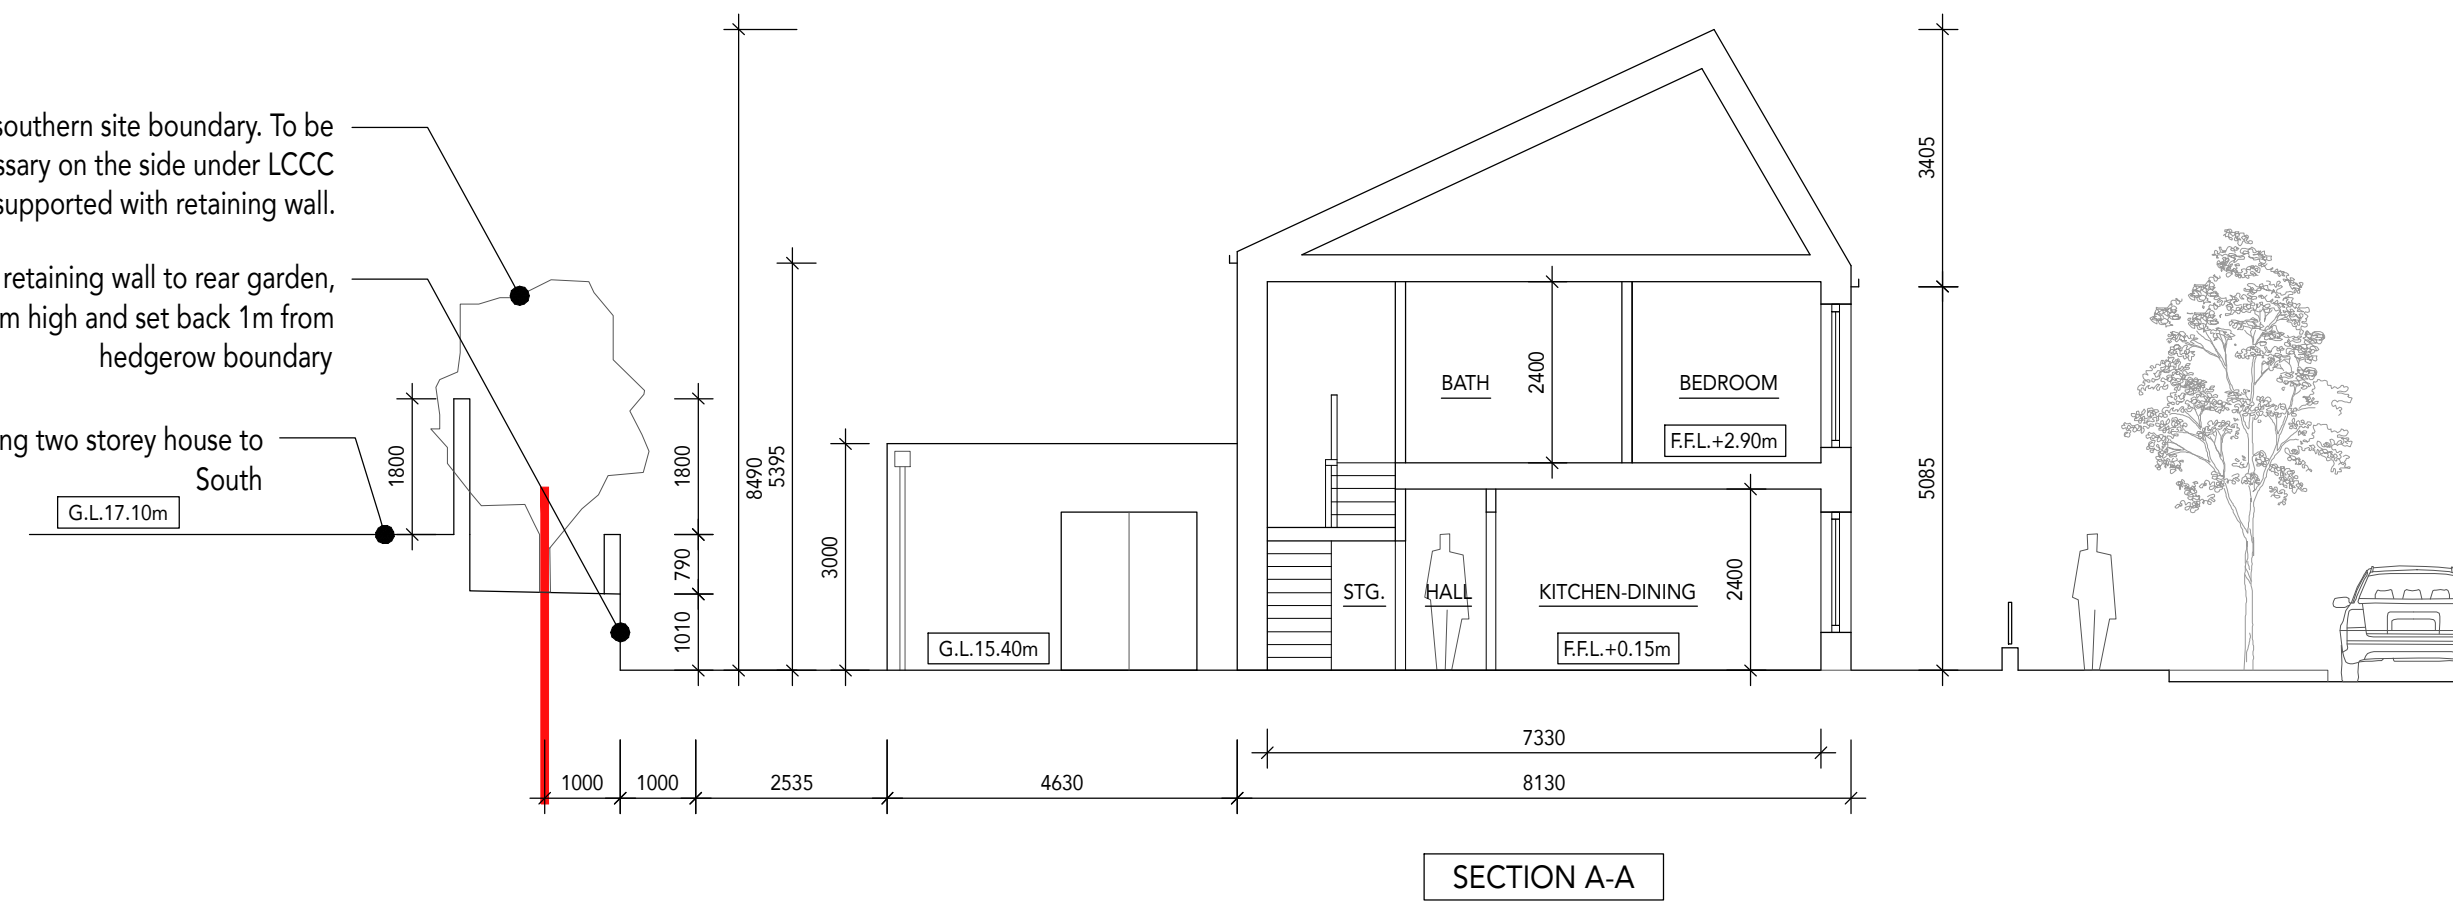 southern site boundary. To be
ssary on the side under LCCC
supported with retaining wall.
retaining wall to rear garden,
m high and set back 1m from
hedgerow boundary
ng two storey house to
South
G.L.17.10m
1800
1800
790
1010
8490
5395
3000
G.L.15.40m
BATH
2400
BEDROOM
F.F.L.+2.90m
STG.
HALL
KITCHEN-DINING
2400
F.F.L.+0.15m
3405
5085
7330
1000
1000
2535
4630
8130
SECTION A-A